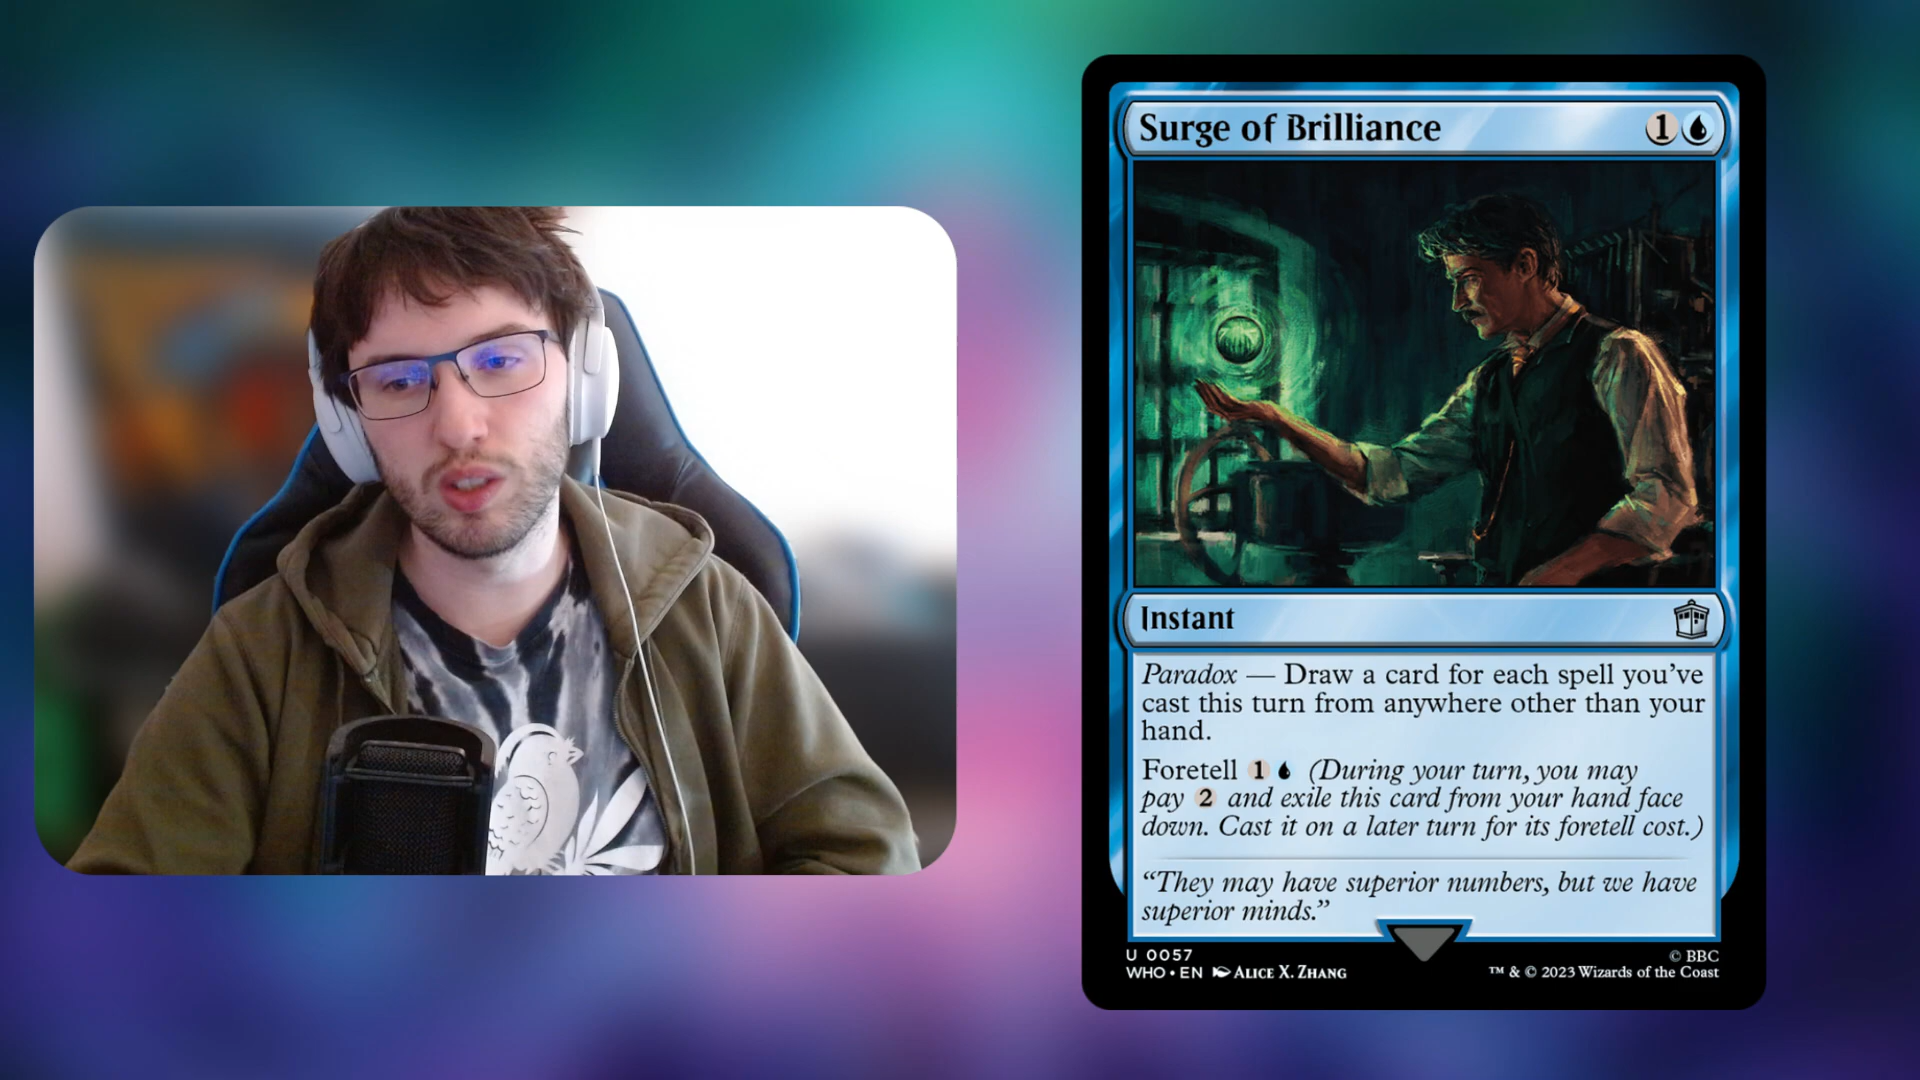 Surge of Brilliance 1
Instant
Paradox — Draw a card for each spell you’ve
cast this turn from anywhere other than your
hand.
Foretell 1 (During your turn, you may
pay 2 and exile this card from your hand face
down. Cast it on a later turn for its foretell cost.)
“They may have superior numbers, but we have
superior minds.”
U 0057
WHO • EN ALICE X. ZHANG
© BBC
™ & © 2023 Wizards of the Coast